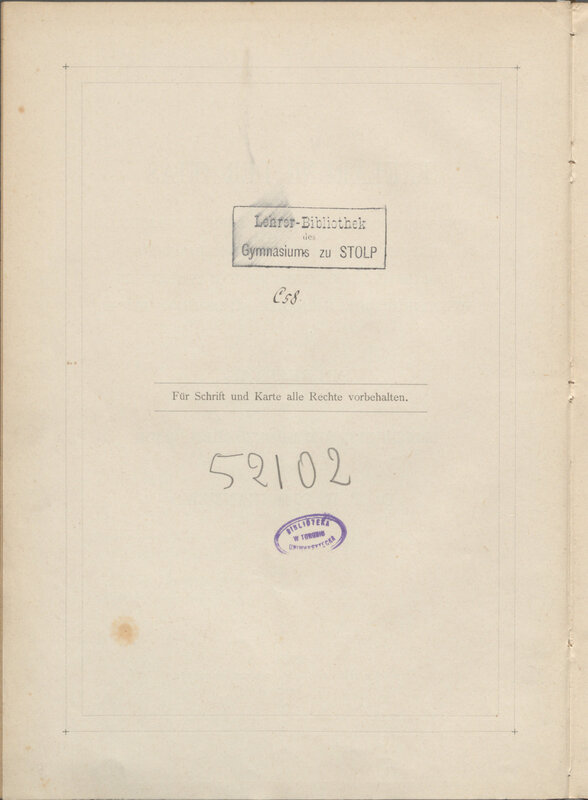 Lehrer-Bibliothek
des
Gymnasiums zu STOLP
C58.
Für Schrift und Karte alle Rechte vorbehalten.
52102
BIBLIOTEKA
W TORUNIU
UNIWERSYTECKA